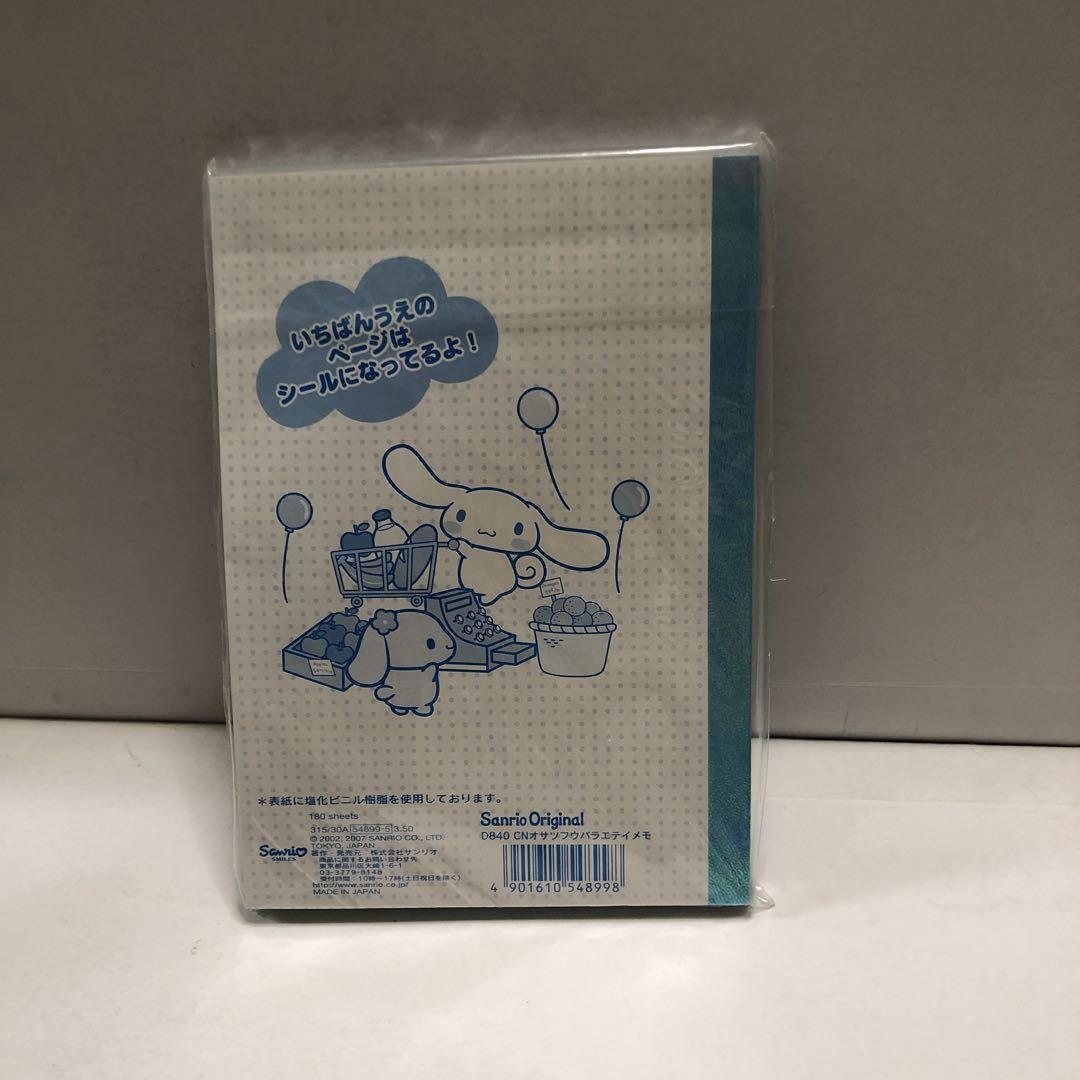 いちばんうえの
ページは
シールになってるよ!
*表紙に塩化ビニル樹脂を使用しております。
180 sheets
315/30A 54899-5 3.50
© 2002, 2007 SANRIO CO., LTD.
TOKYO, JAPAN
著作・発売元 株式会社サンリオ
商品に関するお問い合わせ先
東京都品川区大崎1-6-1
03-3779-8148
受付時間:10時〜17時(土日祝日を除く)
http://www.sanrio.co.jp/
MADE IN JAPAN
Sanrio
SMILES
Sanrio Original
D840 CNオサツフウバラエテイメモ
4 901610 548998